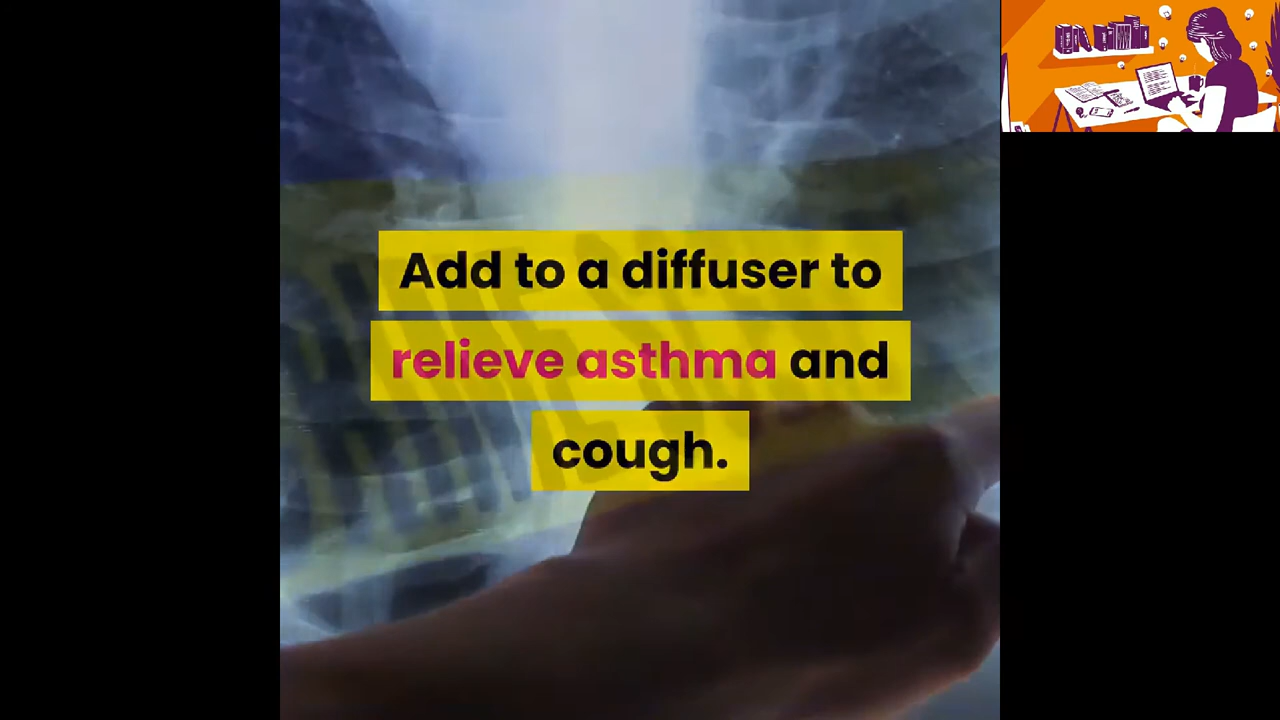 Add to a diffuser to
relieve asthma and
cough.